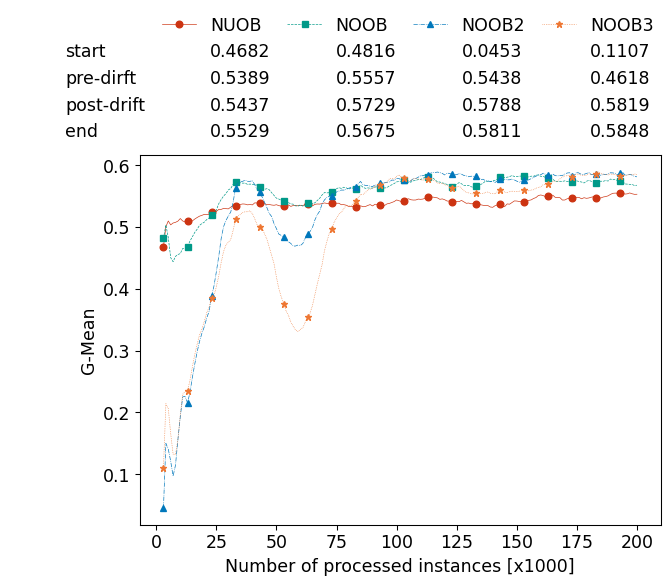 NUOB NOOB NOOB2 NOOB3
start 0.4682 0.4816 0.0453 0.1107
pre-dirft 0.5389 0.5557 0.5438 0.4618
post-drift 0.5437 0.5729 0.5788 0.5819
end 0.5529 0.5675 0.5811 0.5848
0.6
0.5
0.4
0.3
0.2
0.1
G-Mean
0 25 50 75 100 125 150 175 200
Number of processed instances [x1000]